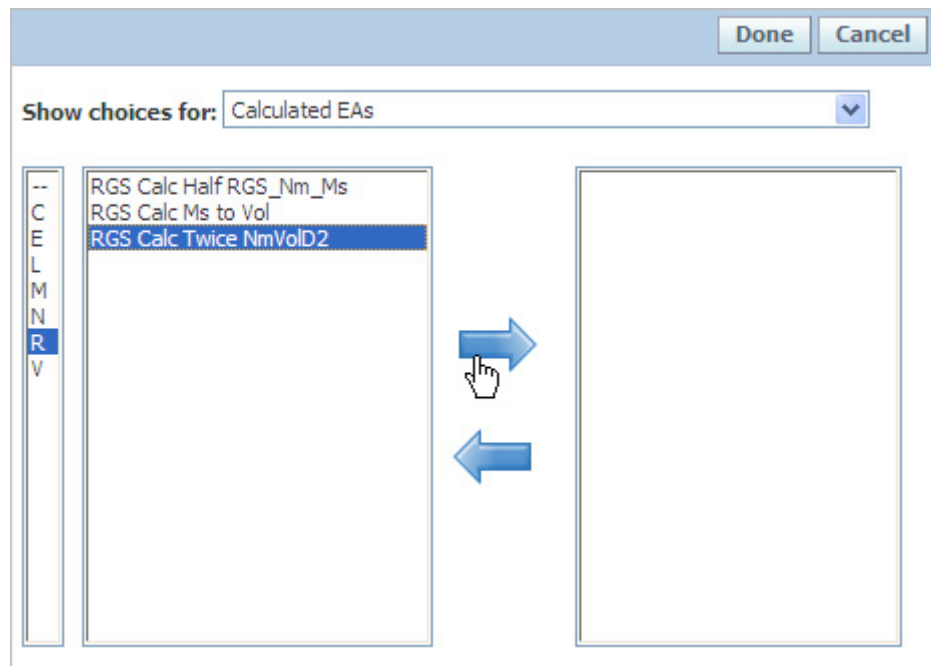 Done Cancel
Show choices for: Calculated EAs
--
C
E
L
M
N
R
V
RGS Calc Half RGS_Nm_Ms
RGS Calc Ms to Vol
RGS Calc Twice NmVolD2